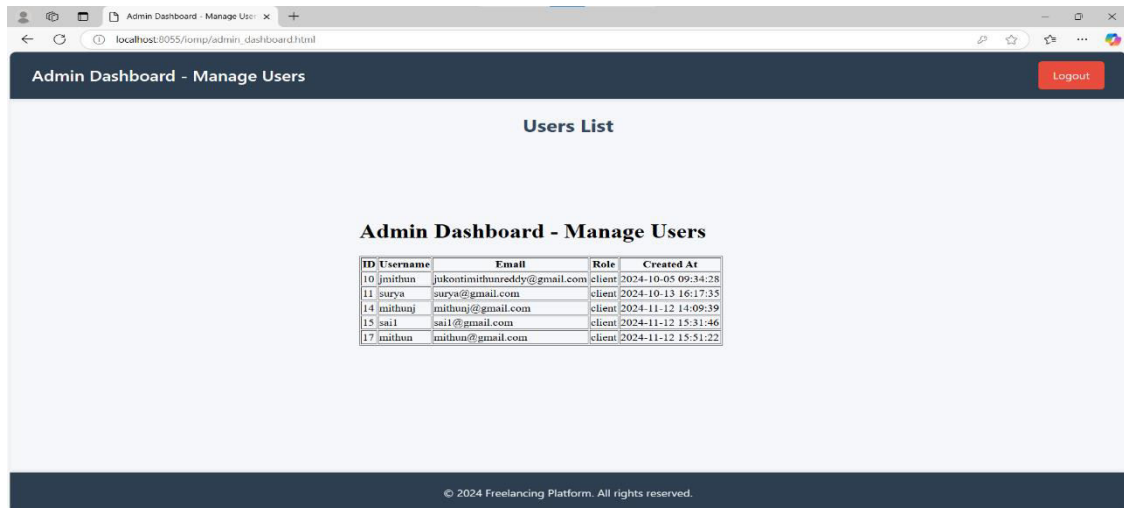 Admin Dashboard - Manage User
localhost:8055/iomp/admin_dashboard.html
Admin Dashboard - Manage Users
Logout
Users List
Admin Dashboard - Manage Users
ID Username Email Role Created At
10 jmithun jukontimithunreddy@gmail.com client 2024-10-05 09:34:28
11 surya surya@gmail.com client 2024-10-13 16:17:35
14 mithunj mithunj@gmail.com client 2024-11-12 14:09:39
15 sai1 sai1@gmail.com client 2024-11-12 15:31:46
17 mithun mithun@gmail.com client 2024-11-12 15:51:22
© 2024 Freelancing Platform. All rights reserved.